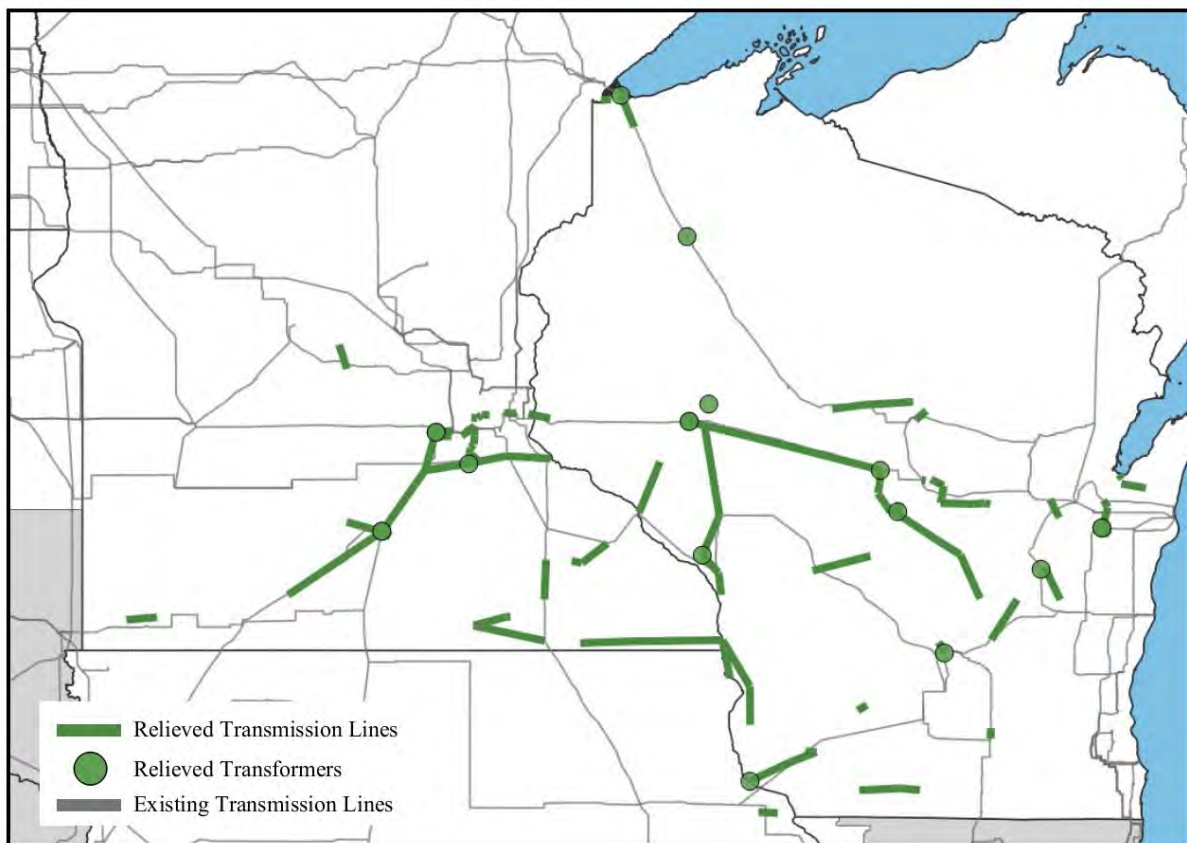 Relieved Transmission Lines
Relieved Transformers
Existing Transmission Lines